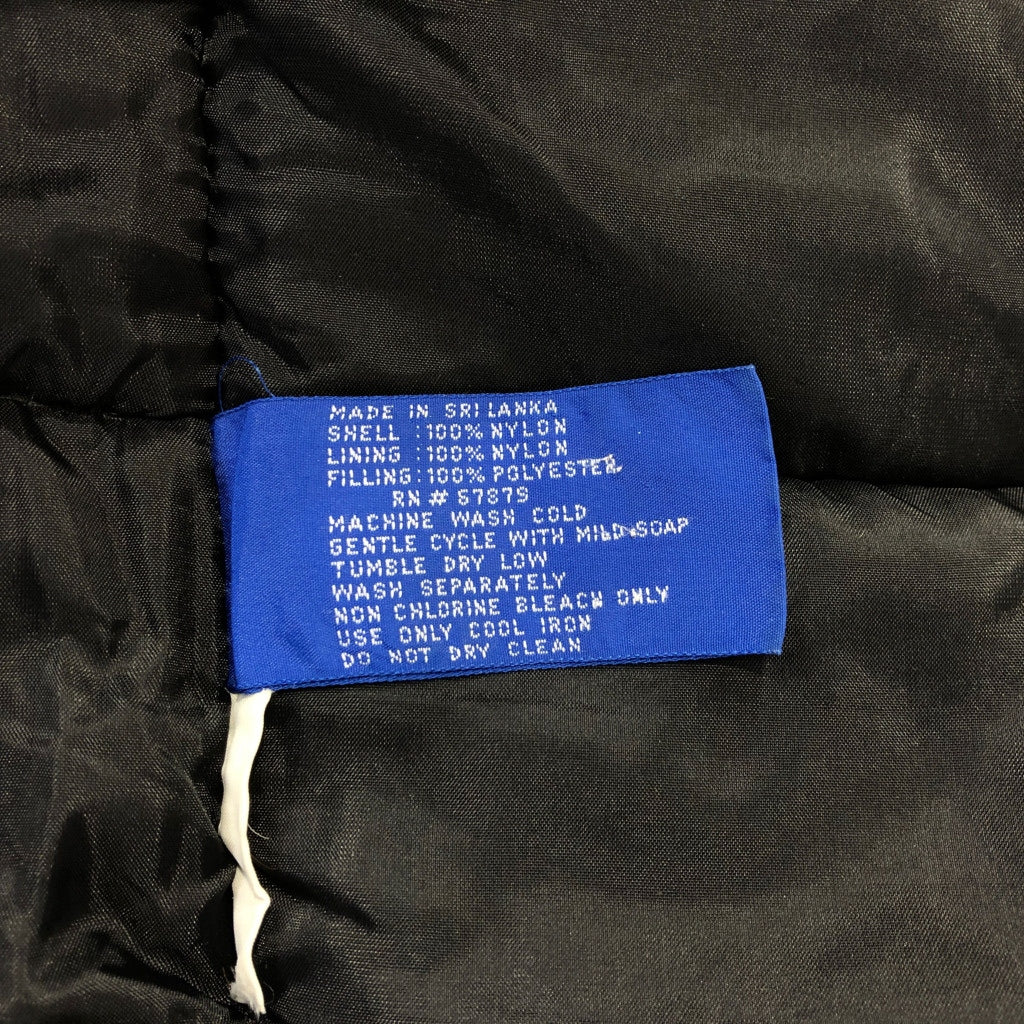 MADE IN SRI LANKA
SHELL :100% NYLON
LINING :100% NYLON
FILLING:100% POLYESTER
RN #
MACHINE WASH COLD
GENTLE CYCLE WITH MILD SOAP
TUMBLE DRY LOW
WASH SEPARATELY
NON CHLORINE BLEACH ONLY
USE ONLY COOL IRON
DO NOT DRY CLEAN